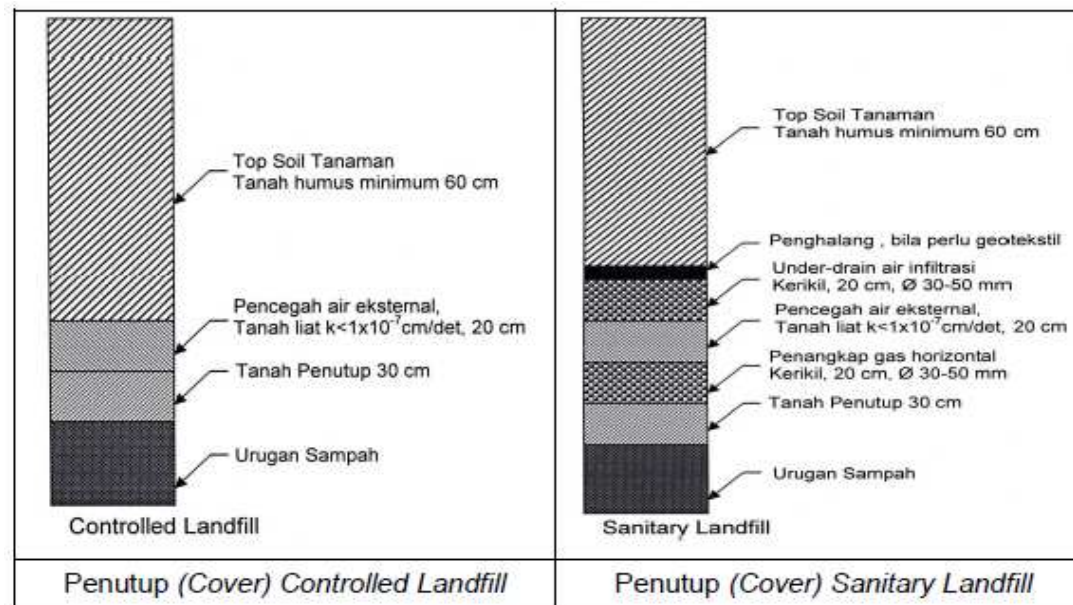 Top Soil Tanaman
Tanah humus minimum 60 cm
Pencegah air eksternal,
Tanah liat k<1x10⁻⁷cm/det, 20 cm
Tanah Penutup 30 cm
Urugan Sampah
Controlled Landfill
Penutup (Cover) Controlled Landfill
Top Soil Tanaman
Tanah humus minimum 60 cm
Penghalang , bila perlu geotekstil
Under-drain air infiltrasi
Kerikil, 20 cm, Ø 30-50 mm
Pencegah air eksternal,
Tanah liat k<1x10⁻⁷cm/det, 20 cm
Penangkap gas horizontal
Kerikil, 20 cm, Ø 30-50 mm
Tanah Penutup 30 cm
Urugan Sampah
Sanitary Landfill
Penutup (Cover) Sanitary Landfill